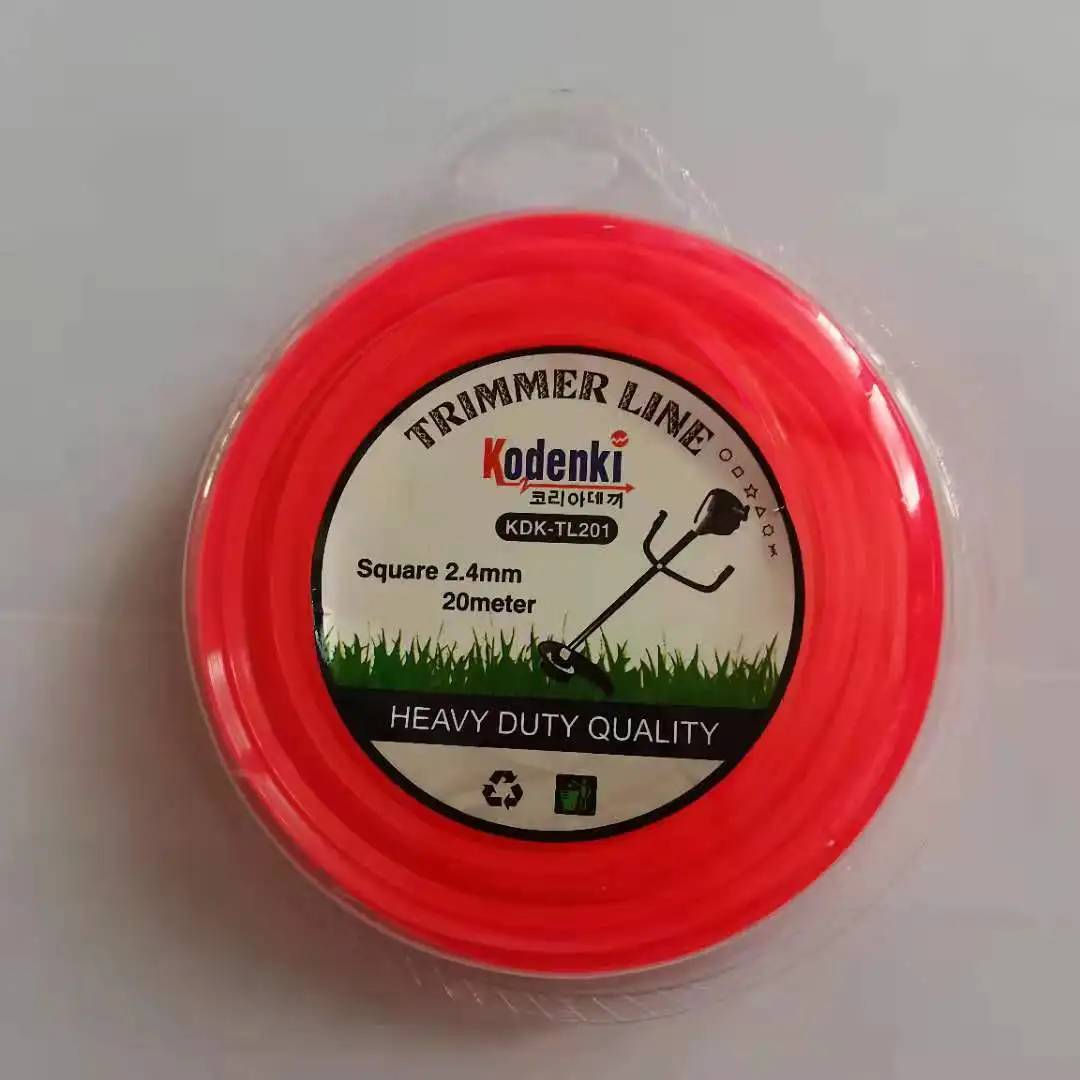 TRIMMER LINE
Kodenki
코리아데끼
KDK-TL201
Square 2.4mm
20meter
HEAVY DUTY QUALITY